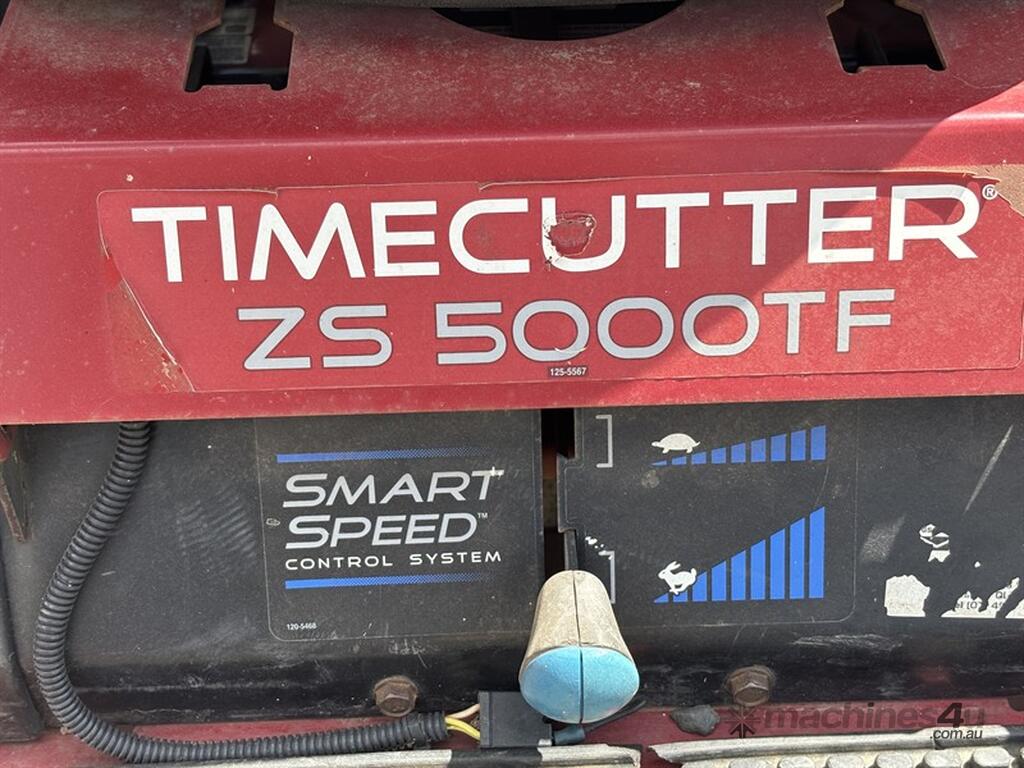 TIMECUTTER®
ZS 5000TF
125-5567
SMART
SPEED™
CONTROL SYSTEM
120-5468
machines4u
.com.au